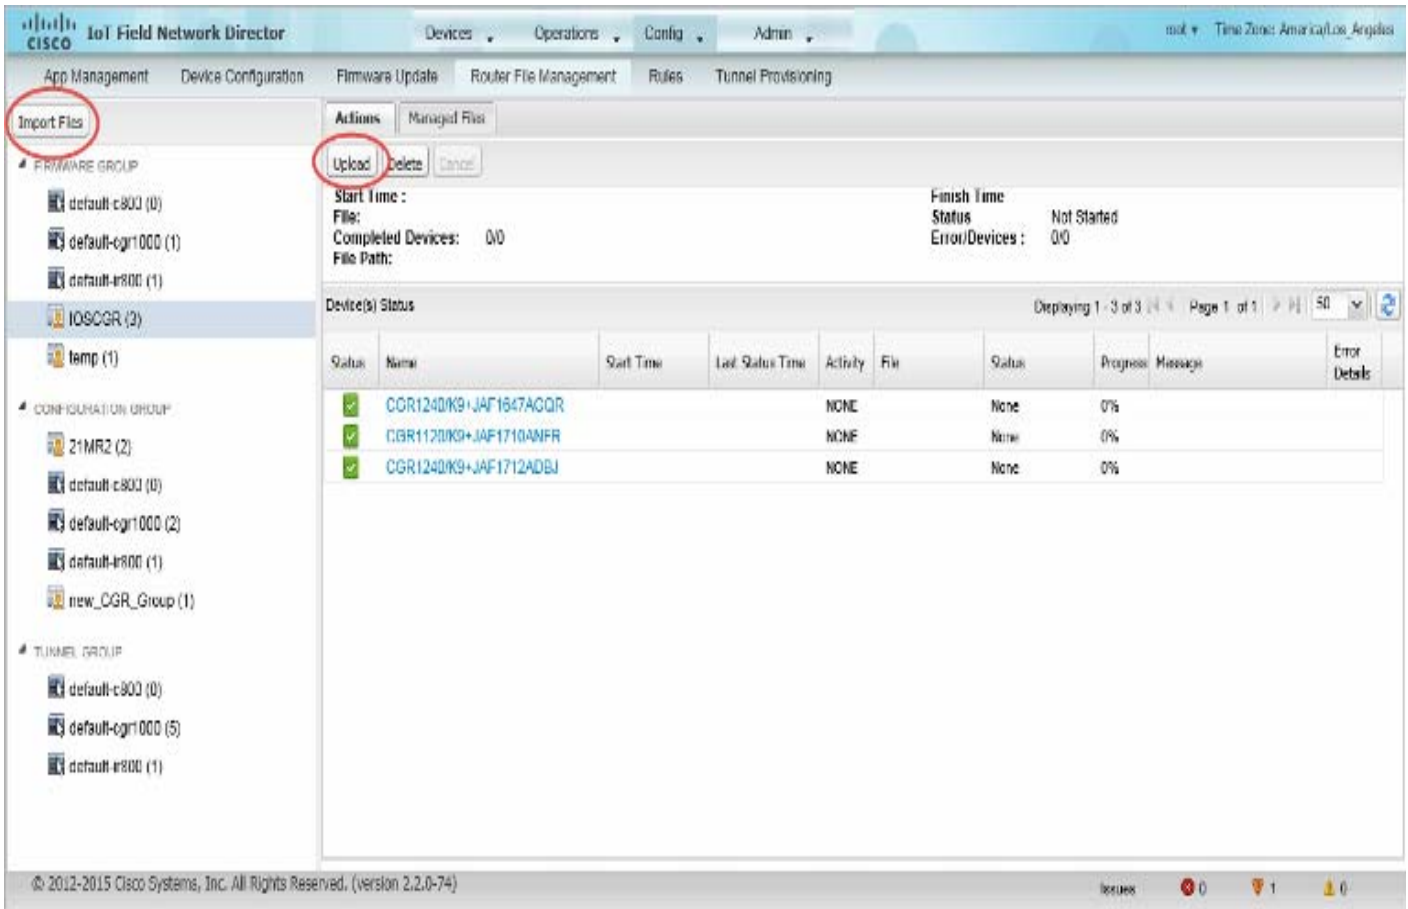 CISCO IoT Field Network Director Devices Operations Config Admin root Time Zone: America/Los_Angeles
App Management Device Configuration Firmware Update Router File Management Rules Tunnel Provisioning
Import Files
Actions Managed Files
Upload Delete Cancel
FIRMWARE GROUP
default-c800 (0)
default-cgr1000 (1)
default-ir800 (1)
IOSCGR (3)
temp (1)
CONFIGURATION GROUP
21MR2 (2)
default-c800 (0)
default-cgr1000 (2)
default-ir800 (1)
new_CGR_Group (1)
TUNNEL GROUP
default-c800 (0)
default-cgr1000 (5)
default-ir800 (1)
Start Time :
File:
Completed Devices: 0/0
File Path:
Finish Time
Status Not Started
Error/Devices : 0/0
Device(s) Status Displaying 1 - 3 of 3 Page 1 of 1 50
Status Name Start Time Last Status Time Activity File Status Progress Message Error Details
CGR1240/K9+JAF1647AGQR NONE None 0%
CGR1120/K9+JAF1710ANFR NONE None 0%
CGR1240/K9+JAF1712ADBJ NONE None 0%
© 2012-2015 Cisco Systems, Inc. All Rights Reserved. (version 2.2.0-74) Issues 0 1 0